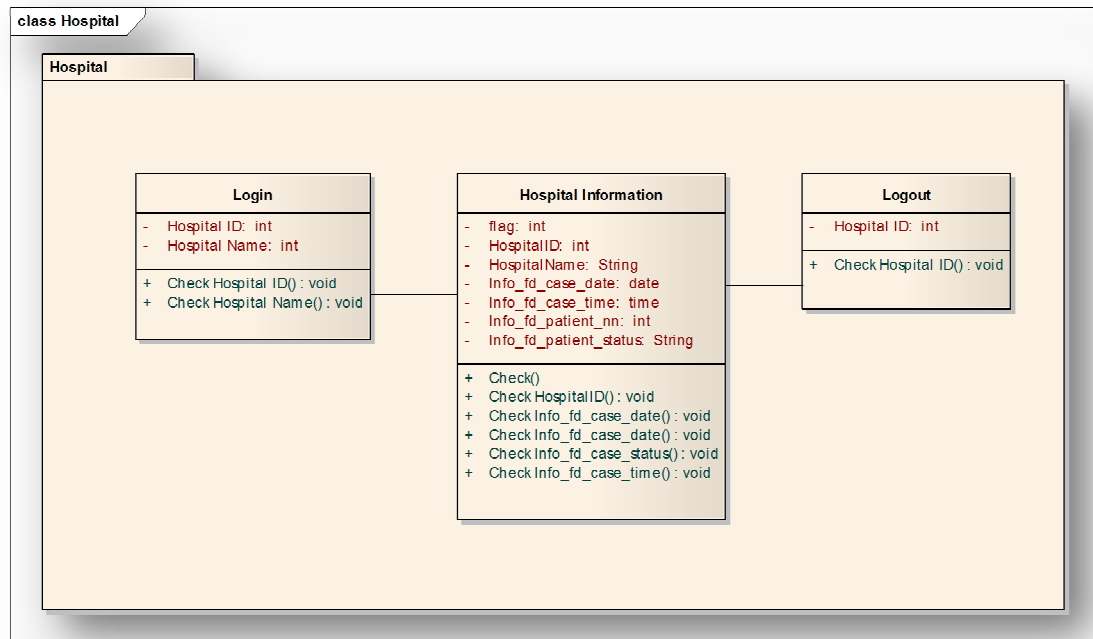 class Hospital
Hospital
Login
- Hospital ID: int
- Hospital Name: int
+ Check Hospital ID() : void
+ Check Hospital Name() : void
Hospital Information
- flag: int
- HospitalID: int
- HospitalName: String
- Info_fd_case_date: date
- Info_fd_case_time: time
- Info_fd_patient_nn: int
- Info_fd_patient_status: String
+ Check()
+ Check HospitalID() : void
+ Check Info_fd_case_date() : void
+ Check Info_fd_case_date() : void
+ Check Info_fd_case_status() : void
+ Check Info_fd_case_time() : void
Logout
- Hospital ID: int
+ Check Hospital ID() : void